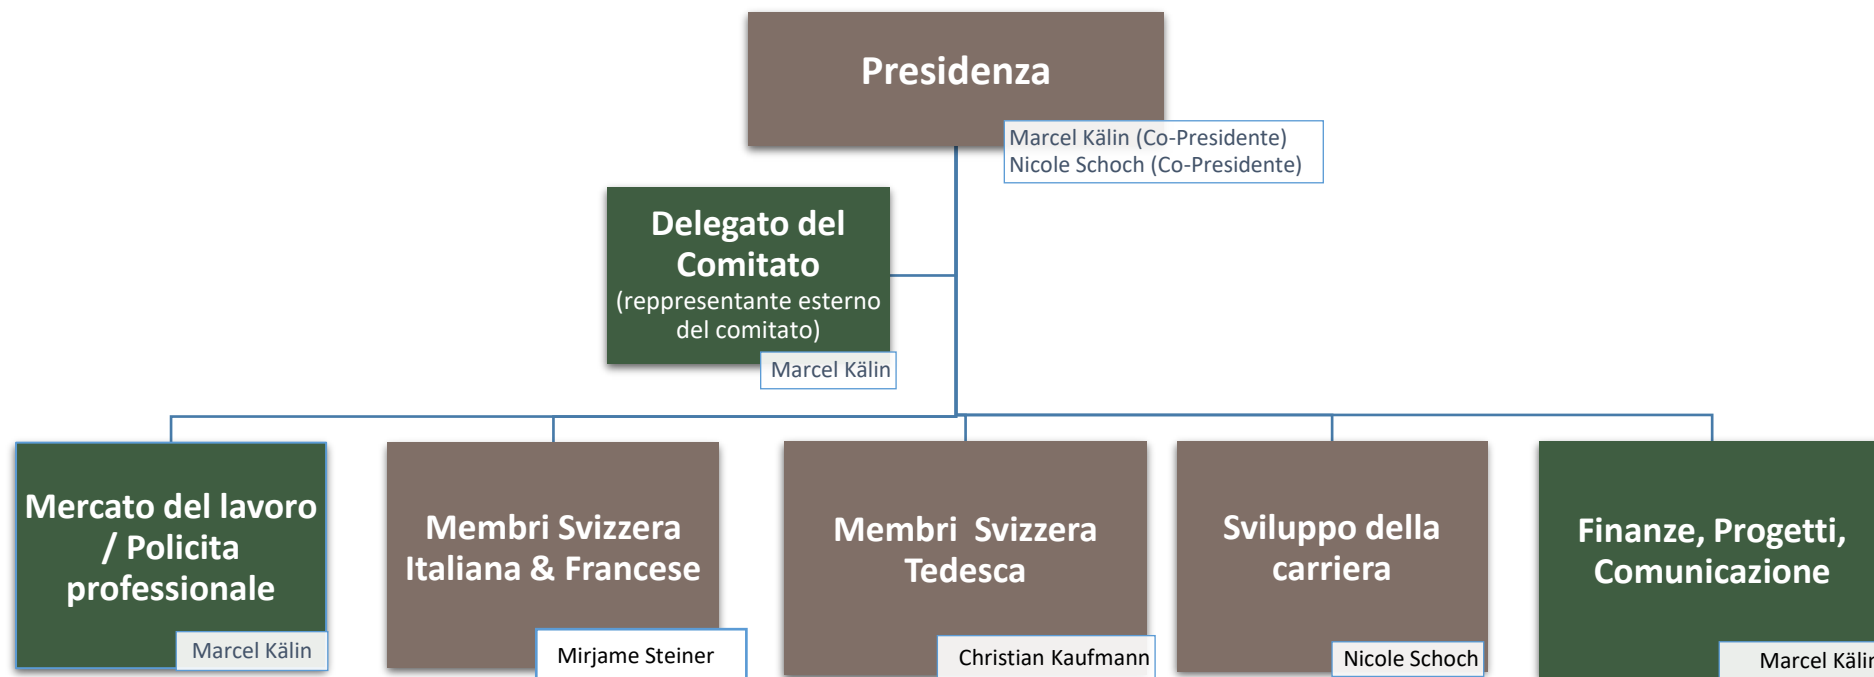 Presidenza
Marcel Kälin (Co-Presidente)
Nicole Schoch (Co-Presidente)
Delegato del
Comitato
(reppresentante esterno
del comitato)
Marcel Kälin
Mercato del lavoro
/ Policita
professionale
Marcel Kälin
Membri Svizzera
Italiana & Francese
Mirjame Steiner
Membri Svizzera
Tedesca
Christian Kaufmann
Sviluppo della
carriera
Nicole Schoch
Finanze, Progetti,
Comunicazione
Marcel Kälin